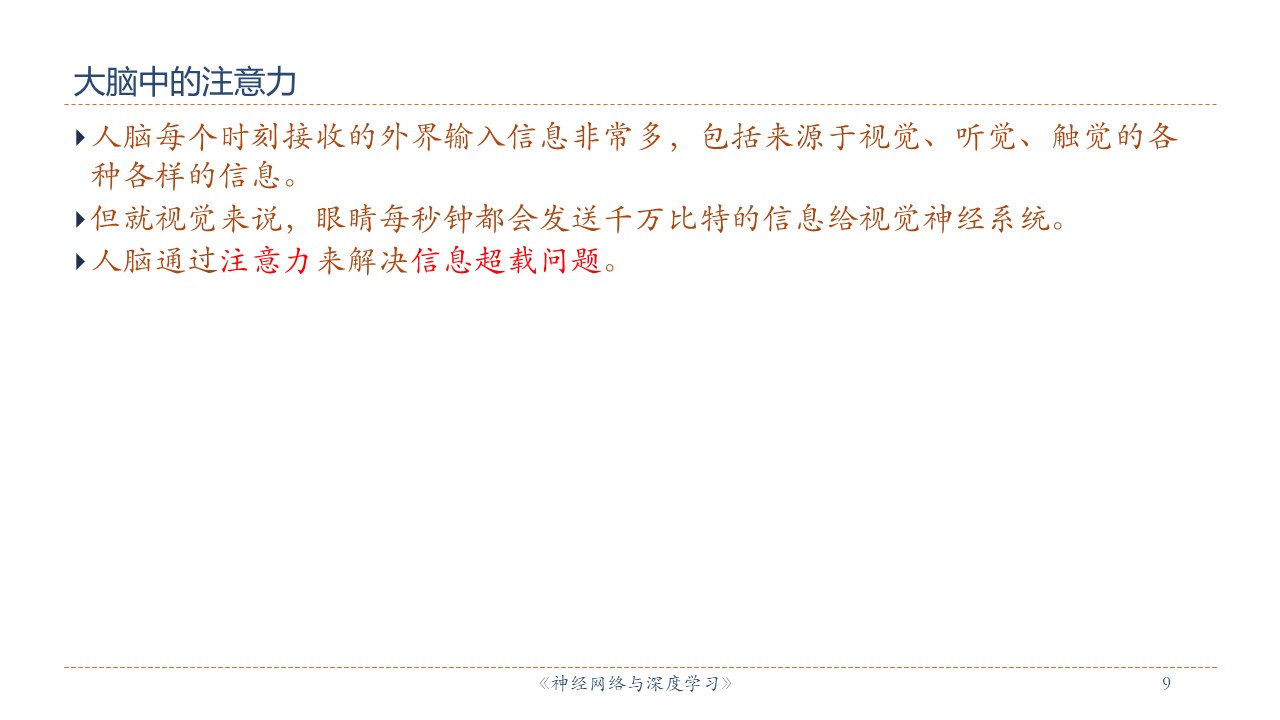 大脑中的注意力
人脑每个时刻接收的外界输入信息非常多，包括来源于视觉、听觉、触觉的各
种各样的信息。
但就视觉来说，眼睛每秒钟都会发送千万比特的信息给视觉神经系统。
人脑通过注意力来解决信息超载问题。
《神经网络与深度学习》
9